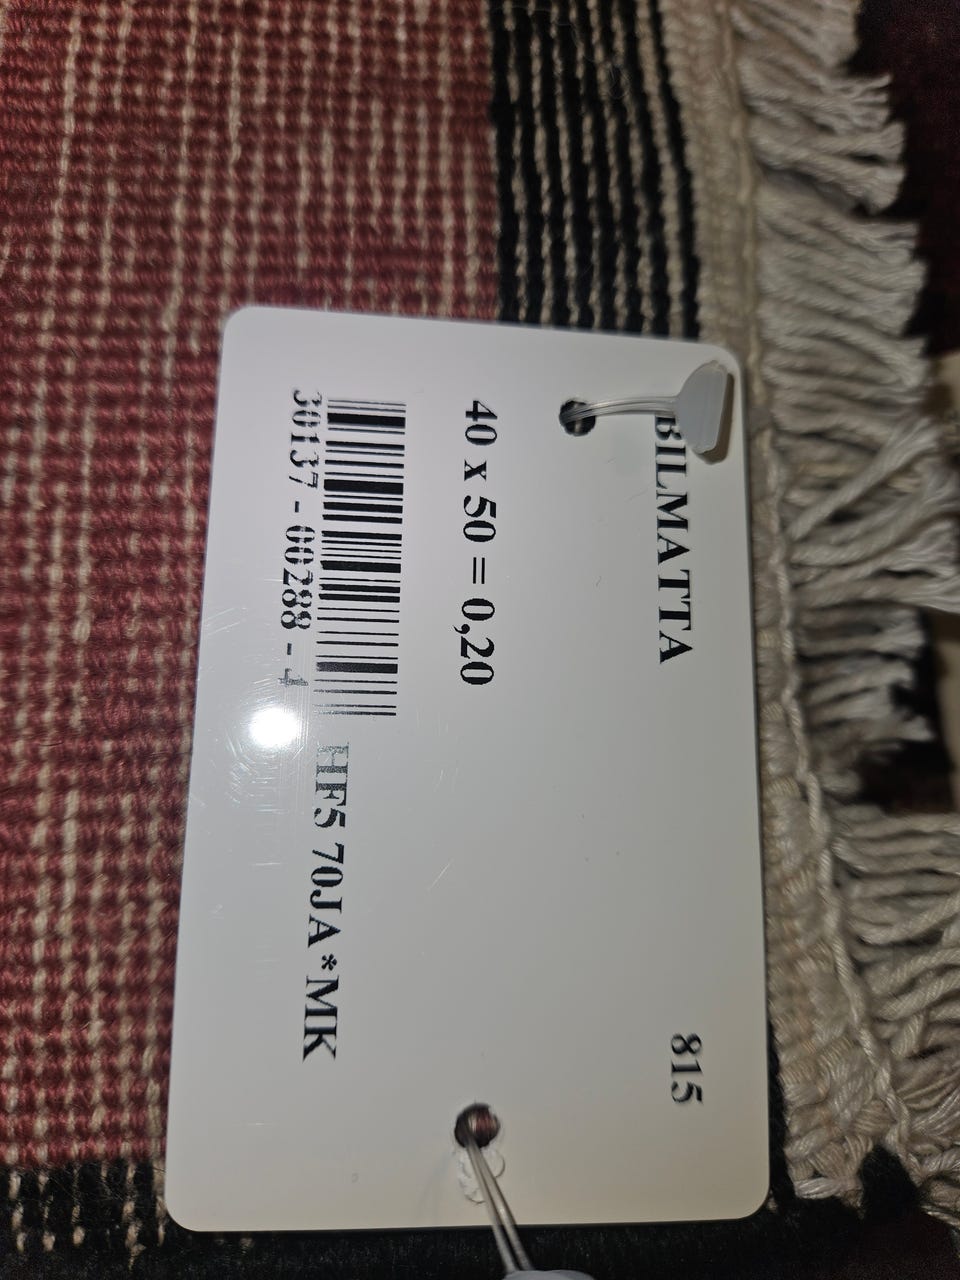 BILMATTA 815
40 x 50 = 0,20
30137 - 00288 - 4
HF5 70JA*MK